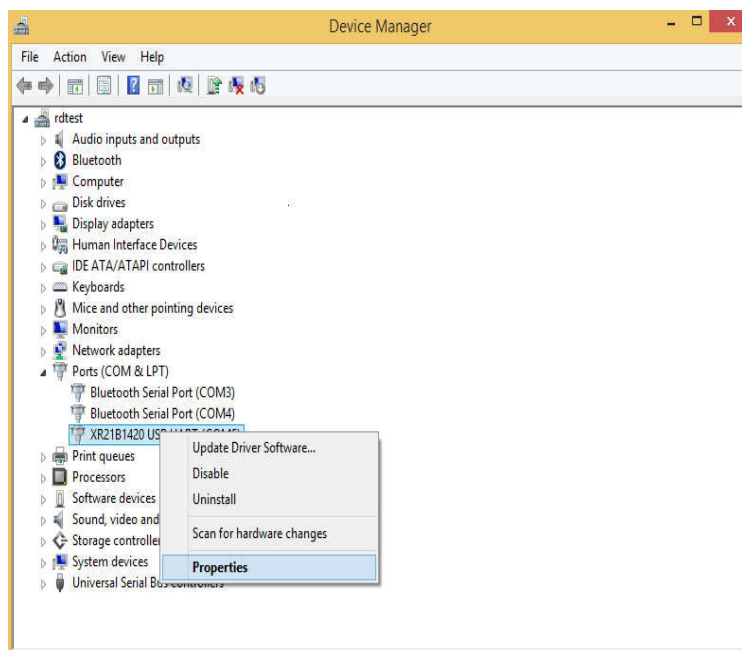 Device Manager
File Action View Help
rdtest
Audio inputs and outputs
Bluetooth
Computer
Disk drives
Display adapters
Human Interface Devices
IDE ATA/ATAPI controllers
Keyboards
Mice and other pointing devices
Monitors
Network adapters
Ports (COM & LPT)
Bluetooth Serial Port (COM3)
Bluetooth Serial Port (COM4)
XR21B1420
Update Driver Software...
Print queues
Disable
Processors
Uninstall
Software devices
Sound, video and
Scan for hardware changes
Storage
System devices
Properties
Universal Serial